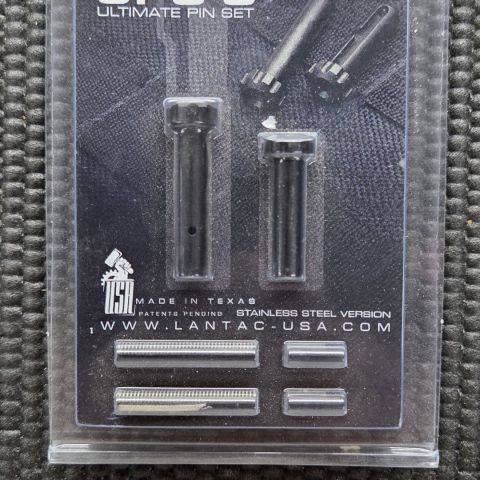 ULTIMATE PIN SET
USA
MADE IN TEXAS
PATENTS PENDING
STAINLESS STEEL VERSION
WWW.LANTAC-USA.COM